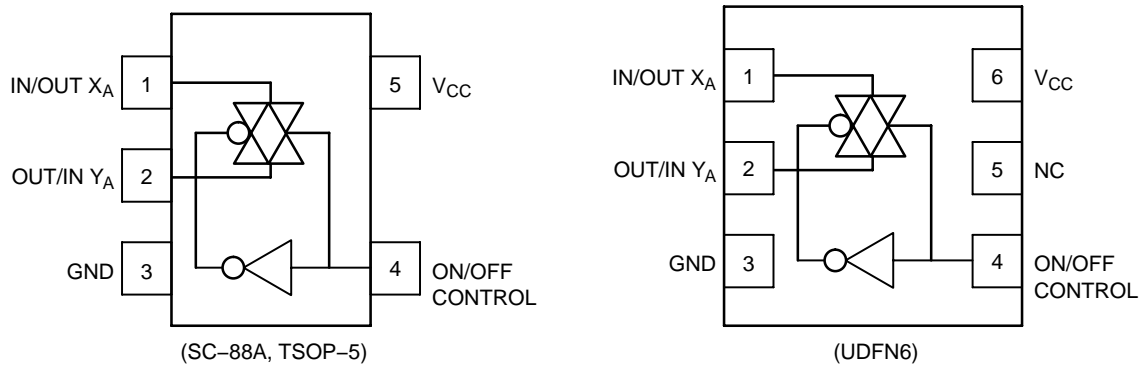 IN/OUT XA 1
5 VCC
OUT/IN YA 2
GND 3
4 ON/OFF
CONTROL
(SC–88A, TSOP–5)
IN/OUT XA 1
6 VCC
OUT/IN YA 2
5 NC
GND 3
4 ON/OFF
CONTROL
(UDFN6)